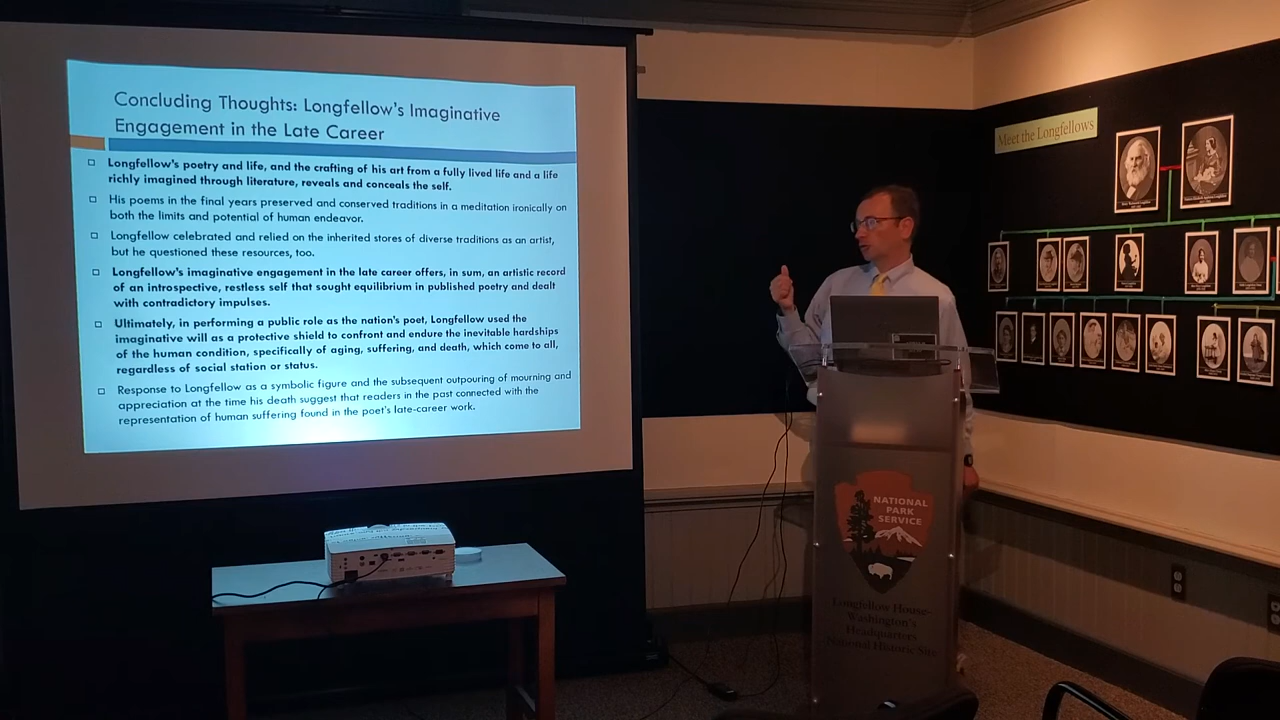 Concluding Thoughts: Longfellow's Imaginative
Engagement in the Late Career
Longfellow's poetry and life, and the crafting of his art from a fully lived life and a life
richly imagined through literature, reveals and conceals the self.
His poems in the final years preserved and conserved traditions in a meditation ironically on
both the limits and potential of human endeavor.
Longfellow celebrated and relied on the inherited stores of diverse traditions as an artist,
but he questioned these resources, too.
Longfellow's imaginative engagement in the late career offers, in sum, an artistic record
of an introspective, restless self that sought equilibrium in published poetry and dealt
with contradictory impulses.
Ultimately, in performing a public role as the nation's poet, Longfellow used the
imaginative will as a protective shield to confront and endure the inevitable hardships
of the human condition, specifically of aging, suffering, and death, which come to all,
regardless of social station or status.
Response to Longfellow as a symbolic figure and the subsequent outpouring of mourning and
appreciation at the time his death suggest that readers in the past connected with the
representation of human suffering found in the poet's late-career work.
Meet the Longfellows
NATIONAL
PARK
SERVICE
Longfellow House-
Washington's
Headquarters
National Historic Site